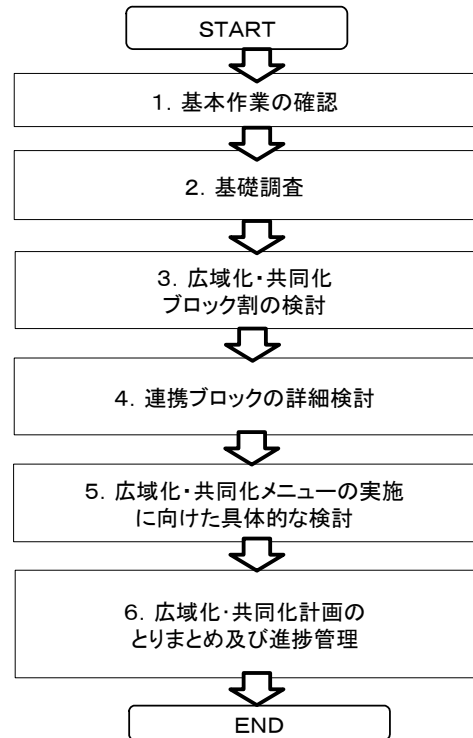 START
1．基本作業の確認
2．基礎調査
3．広域化・共同化
ブロック割の検討
4．連携ブロックの詳細検討
5．広域化・共同化メニューの実施
に向けた具体的な検討
6．広域化・共同化計画の
とりまとめ及び進捗管理
END